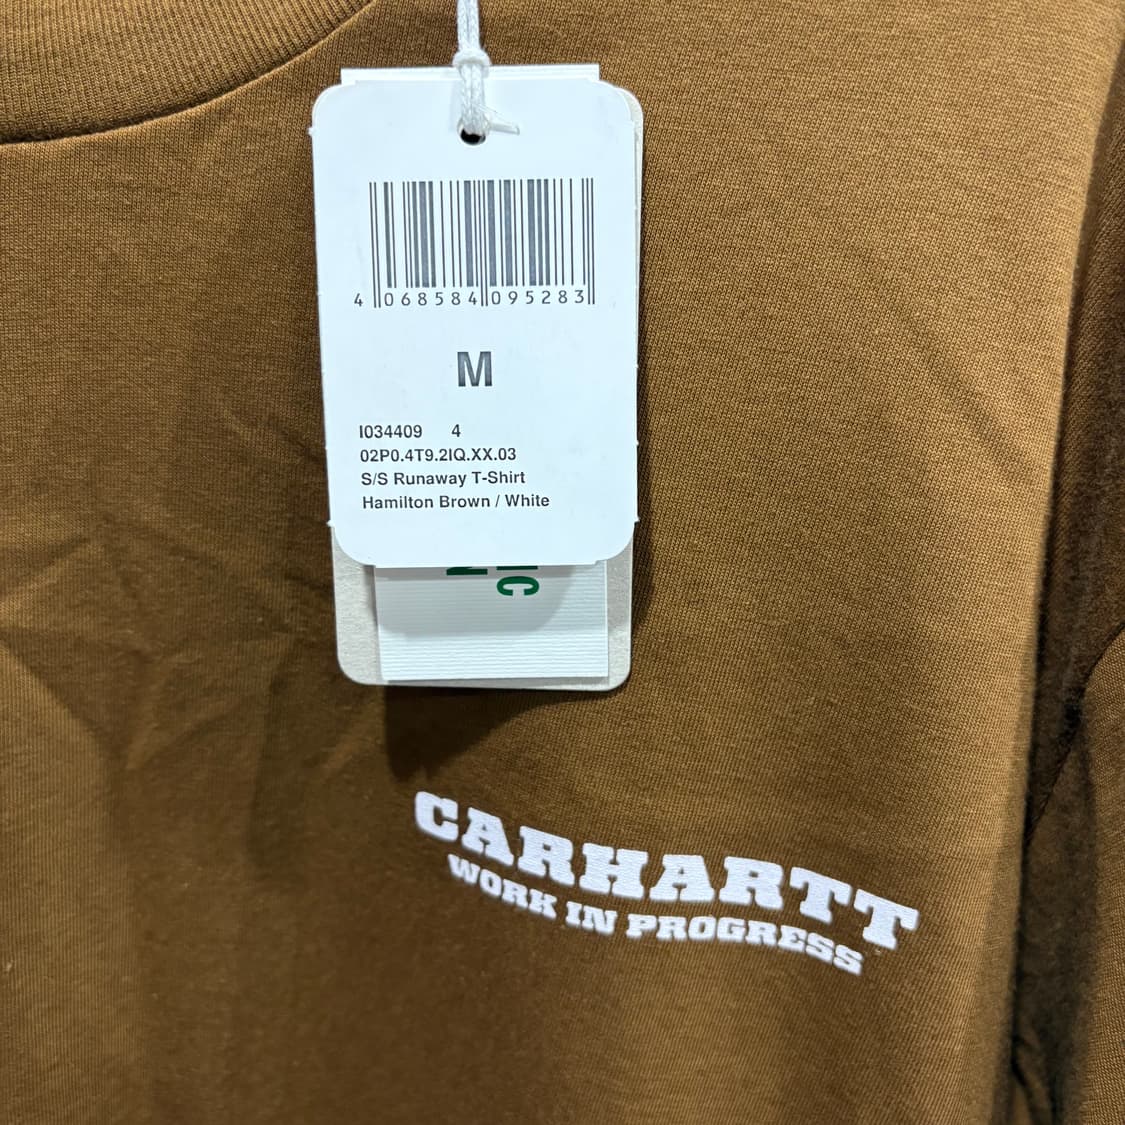 4 068584 095283
M
I034409 4
02P0.4T9.2IQ.XX.03
S/S Runaway T-Shirt
Hamilton Brown / White
CARHARTT
WORK IN PROGRESS